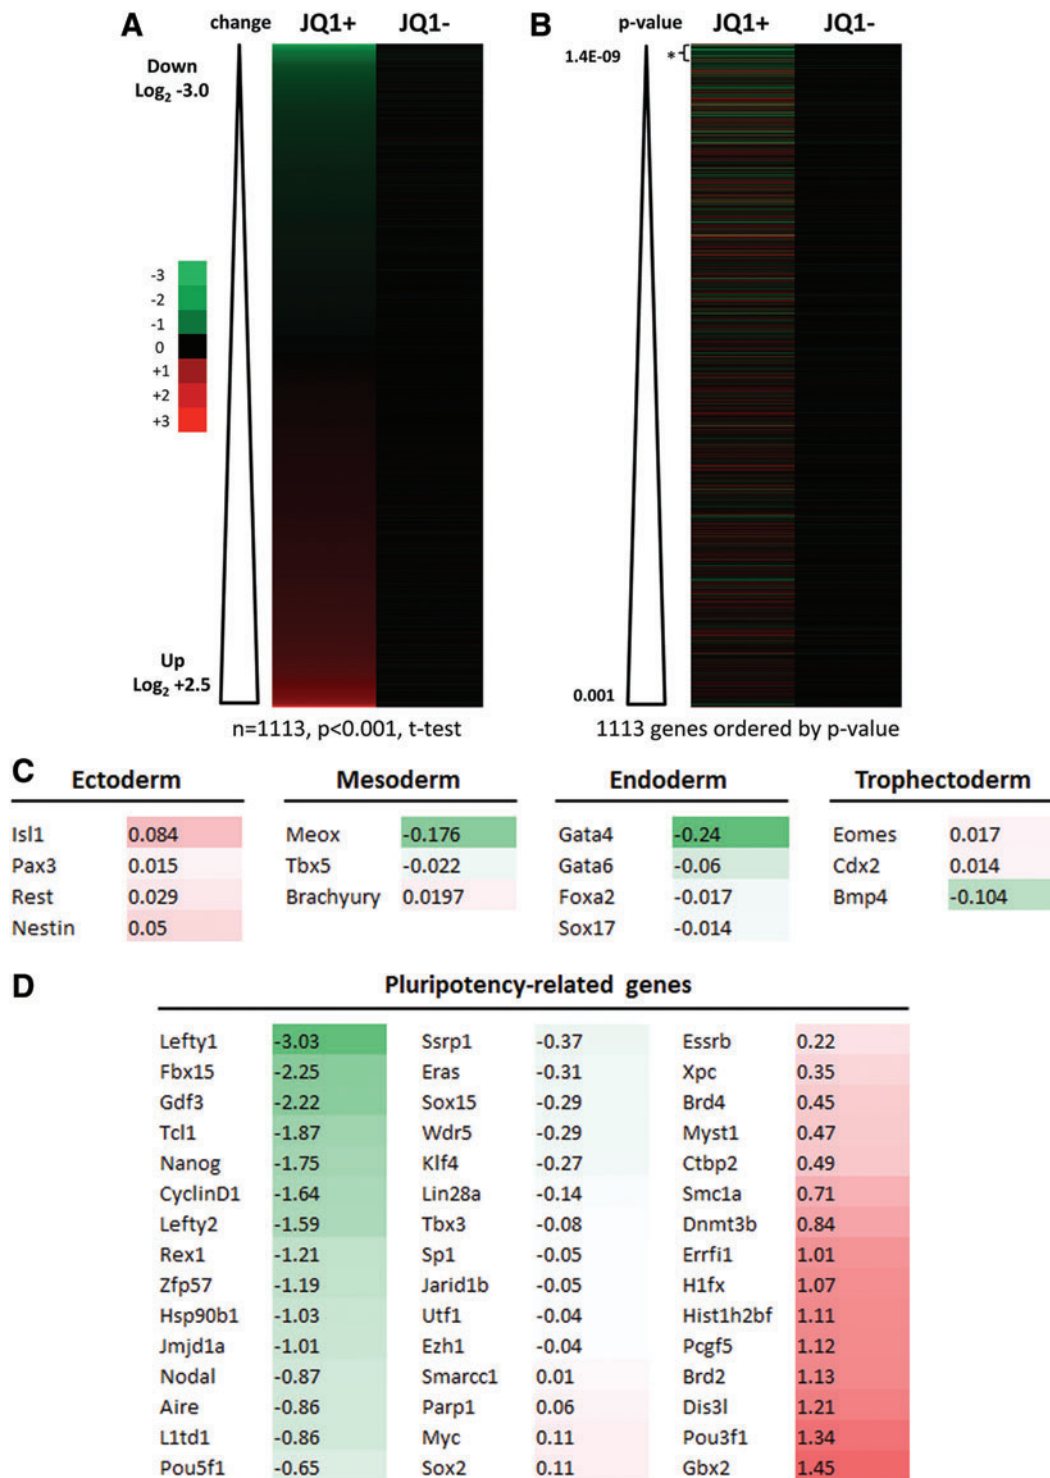 A change JQ1+ JQ1-
Down
Log2 -3.0
-3
-2
-1
0
+1
+2
+3
Up
Log2 +2.5
n=1113, p<0.001, t-test
B p-value JQ1+ JQ1-
1.4E-09 *
0.001
1113 genes ordered by p-value
C Ectoderm Mesoderm Endoderm Trophectoderm
Isl1 0.084 Meox -0.176 Gata4 -0.24 Eomes 0.017
Pax3 0.015 Tbx5 -0.022 Gata6 -0.06 Cdx2 0.014
Rest 0.029 Brachyury 0.0197 Foxa2 -0.017 Bmp4 -0.104
Nestin 0.05 Sox17 -0.014
D Pluripotency-related genes
Lefty1 -3.03 Ssrp1 -0.37 Essrb 0.22
Fbx15 -2.25 Eras -0.31 Xpc 0.35
Gdf3 -2.22 Sox15 -0.29 Brd4 0.45
Tcl1 -1.87 Wdr5 -0.29 Myst1 0.47
Nanog -1.75 Klf4 -0.27 Ctbp2 0.49
CyclinD1 -1.64 Lin28a -0.14 Smc1a 0.71
Lefty2 -1.59 Tbx3 -0.08 Dnmt3b 0.84
Rex1 -1.21 Sp1 -0.05 Errfi1 1.01
Zfp57 -1.19 Jarid1b -0.05 H1fx 1.07
Hsp90b1 -1.03 Utf1 -0.04 Hist1h2bf 1.11
Jmjd1a -1.01 Ezh1 -0.04 Pcgf5 1.12
Nodal -0.87 Smarcc1 0.01 Brd2 1.13
Aire -0.86 Parp1 0.06 Dis3l 1.21
L1td1 -0.86 Myc 0.11 Pou3f1 1.34
Pou5f1 -0.65 Sox2 0.11 Gbx2 1.45